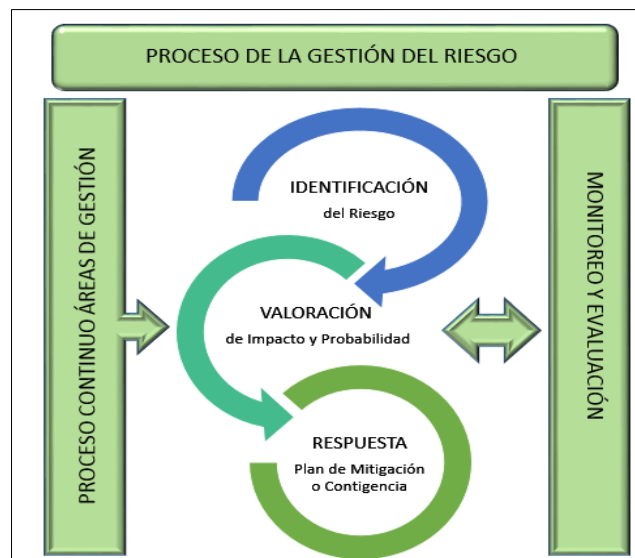 PROCESO DE LA GESTIÓN DEL RIESGO
PROCESO CONTINUO ÁREAS DE GESTIÓN
IDENTIFICACIÓN
del Riesgo
VALORACIÓN
de Impacto y Probabilidad
RESPUESTA
Plan de Mitigación
o Contigencia
MONITOREO Y EVALUACIÓN